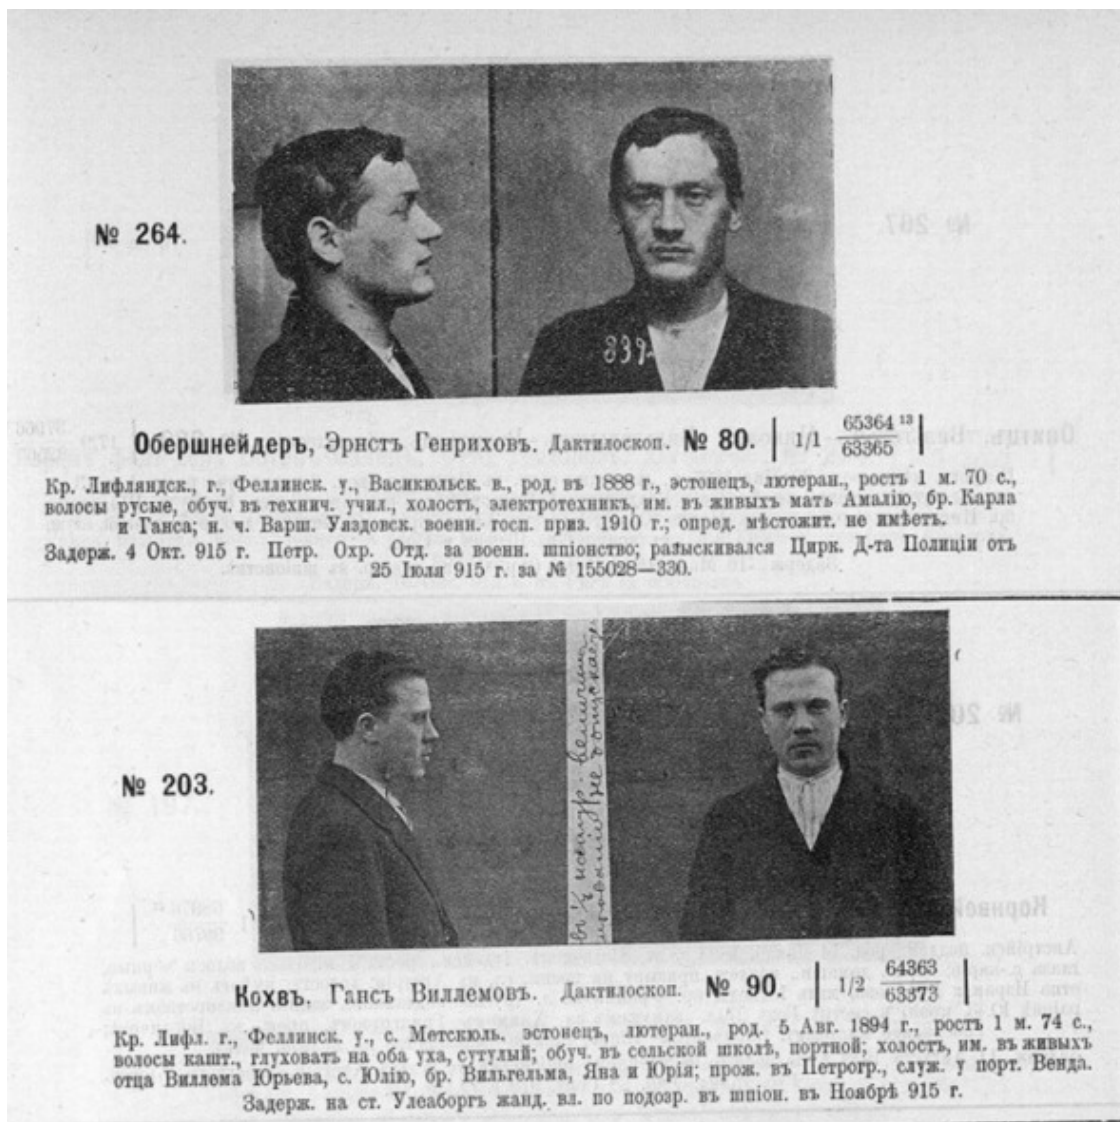 № 264.
839
Обершнейдеръ, Эрнстъ Генриховъ. Дактилоскоп. № 80. | 1/1 65364 13 / 63365 |
Кр. Лифляндск., г., Феллинск. у., Васикюльск. в., род. въ 1888 г., эстонецъ, лютеран., ростъ 1 м. 70 с.,
волосы русые, обуч. въ технич. учил., холостъ, электротехникъ, им. въ живыхъ мать Амалію, бр. Карла
и Ганса; н. ч. Варш. Уяздовск. военн. госп. приз. 1910 г.; опред. мѣстожит. не имѣетъ.
Задерж. 4 Окт. 915 г. Петр. Охр. Отд. за военн. шпіонство; разыскивался Цирк. Д-та Полиціи отъ
25 Іюля 915 г. за № 155028—330.
№ 203.
въ 1/2 натур. величины
не допускае
Кохвъ, Гансъ Виллемовъ. Дактилоскоп. № 90. 1/2 64363 / 63373 |
Кр. Лифл. г., Феллинск. у., с. Метскюль. эстонецъ, лютеран., род. 5 Авг. 1894 г., ростъ 1 м. 74 с.,
волосы кашт., глуховатъ на оба уха, сутулый; обуч. въ сельской школѣ, портной; холостъ, им. въ живыхъ
отца Виллема Юрьева, с. Юлію, бр. Вильгельма, Яна и Юрія; прож. въ Петрогр., служ. у порт. Венда.
Задерж. на ст. Улеаборгъ жанд. вл. по подозр. въ шпіон. въ Ноябрѣ 915 г.